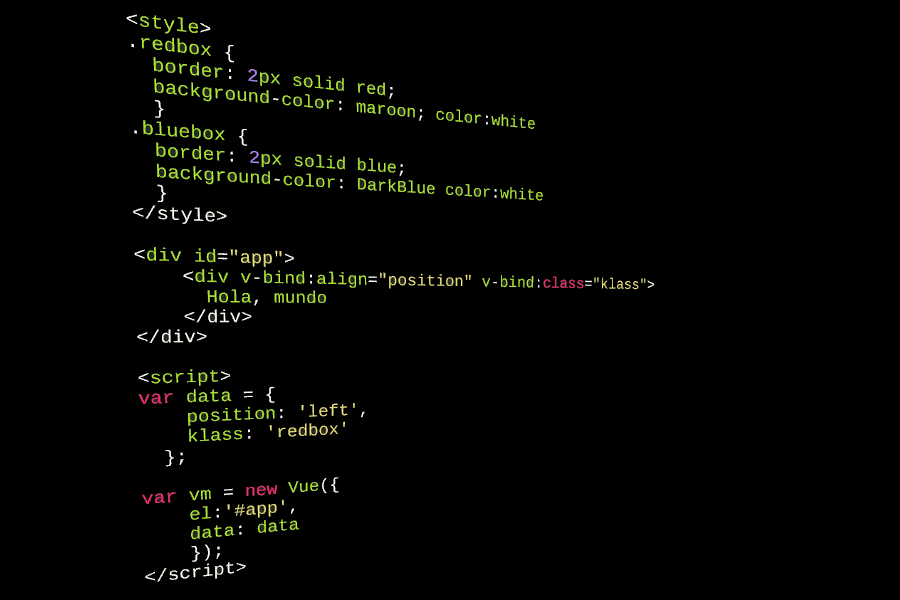 <style>
.redbox {
border: 2px solid red;
background-color: maroon; color:white
}
.bluebox {
border: 2px solid blue;
background-color: DarkBlue color:white
}
</style>
<div id="app">
<div v-bind:align="position" v-bind:class="klass">
Hola, mundo
</div>
</div>
<script>
var data = {
position: 'left',
klass: 'redbox'
};
var vm = new Vue({
el:'#app',
data: data
});
</script>